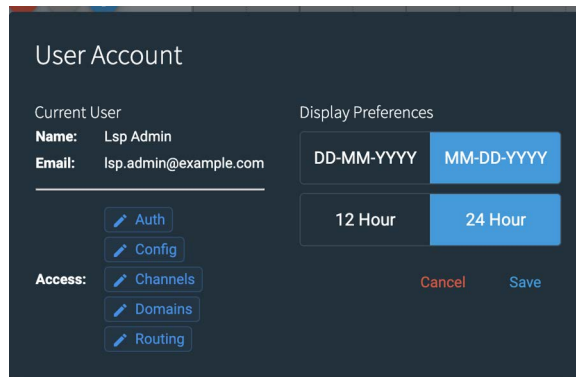 User Account
Current User
Name: Lsp Admin
Email: lsp.admin@example.com
Access:
Auth
Config
Channels
Domains
Routing
Display Preferences
DD-MM-YYYY MM-DD-YYYY
12 Hour 24 Hour
Cancel Save